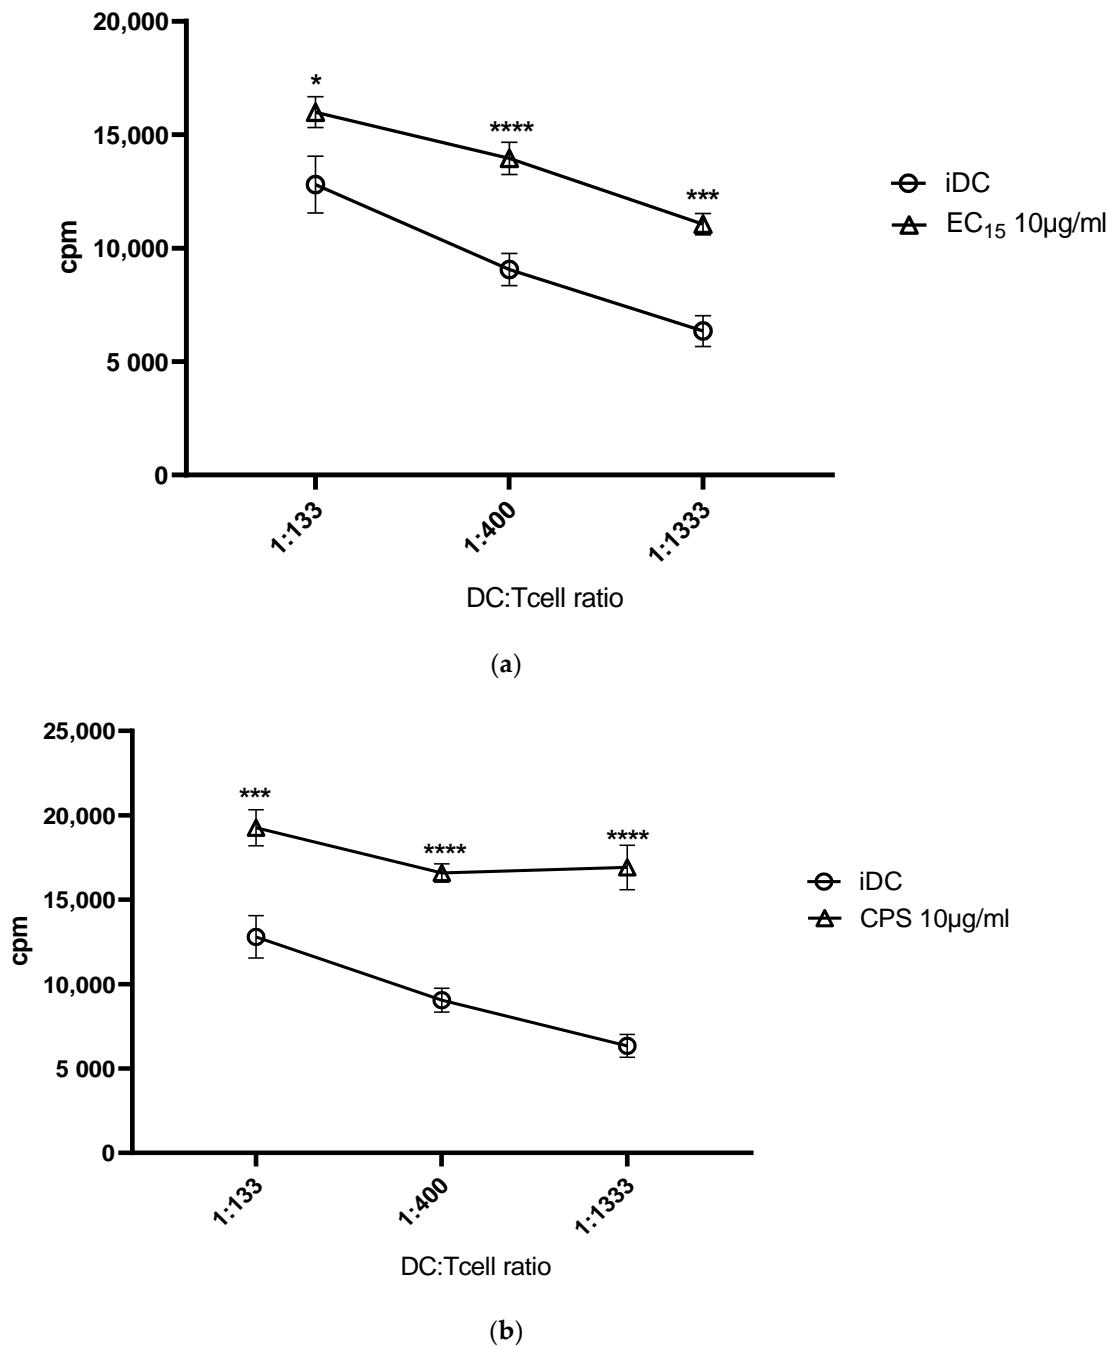 20,000
15,000
10,000
5 000
0
cpm
*
****
***
iDC
EC15 10µg/ml
1:133
1:400
1:1333
DC:Tcell ratio
(a)
25,000
20,000
15,000
10,000
5 000
0
cpm
***
****
****
iDC
CPS 10µg/ml
1:133
1:400
1:1333
DC:Tcell ratio
(b)